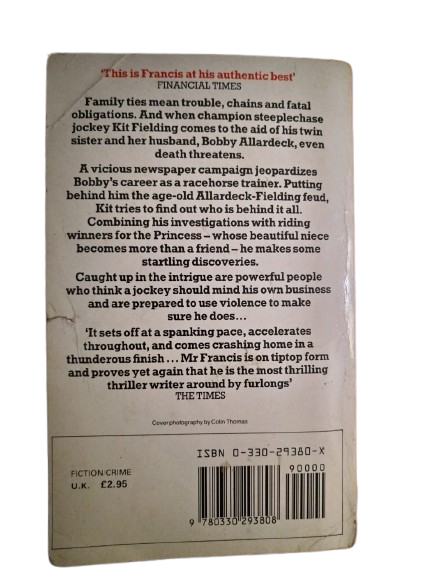 'This is Francis at his authentic best'
FINANCIAL TIMES
Family ties mean trouble, chains and fatal
obligations. And when champion steeplechase
jockey Kit Fielding comes to the aid of his twin
sister and her husband, Bobby Allardeck, even
death threatens.
A vicious newspaper campaign jeopardizes
Bobby's career as a racehorse trainer. Putting
behind him the age-old Allardeck-Fielding feud,
Kit tries to find out who is behind it all.
Combining his investigations with riding
winners for the Princess – whose beautiful niece
becomes more than a friend – he makes some
startling discoveries.
Caught up in the intrigue are powerful people
who think a jockey should mind his own business
and are prepared to use violence to make
sure he does...
'It sets off at a spanking pace, accelerates
throughout, and comes crashing home in a
thunderous finish ... Mr Francis is on tiptop form
and proves yet again that he is the most thrilling
thriller writer around by furlongs'
THE TIMES
Cover photography by Colin Thomas
ISBN 0-330-29380-X
90000
FICTION CRIME
U.K. £2.95
9 780330 293808